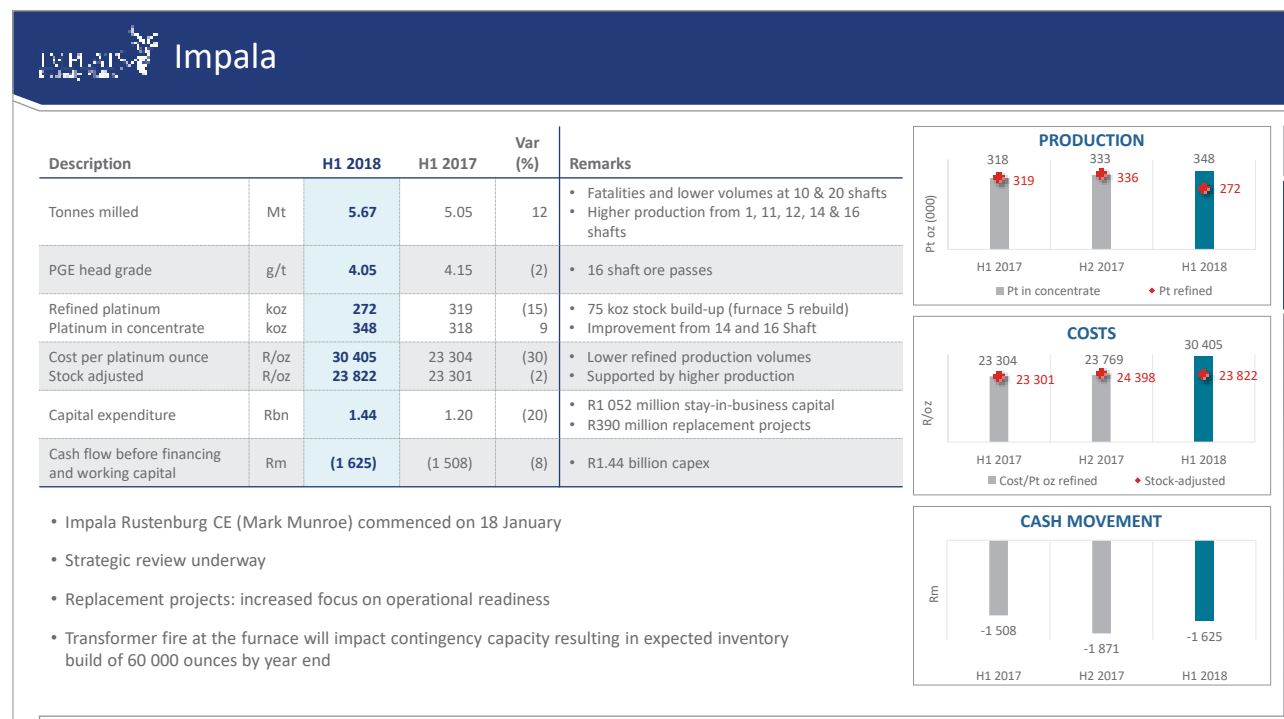 Impala
Var
Description H1 2018 H1 2017 (%) Remarks
Tonnes milled Mt 5.67 5.05 12
• Fatalities and lower volumes at 10 & 20 shafts
• Higher production from 1, 11, 12, 14 & 16
shafts
PGE head grade g/t 4.05 4.15 (2) • 16 shaft ore passes
Refined platinum koz 272 319 (15) • 75 koz stock build-up (furnace 5 rebuild)
Platinum in concentrate koz 348 318 9 • Improvement from 14 and 16 Shaft
Cost per platinum ounce R/oz 30 405 23 304 (30) • Lower refined production volumes
Stock adjusted R/oz 23 822 23 301 (2) • Supported by higher production
Capital expenditure Rbn 1.44 1.20 (20)
• R1 052 million stay-in-business capital
• R390 million replacement projects
Cash flow before financing
and working capital Rm (1 625) (1 508) (8) • R1.44 billion capex
• Impala Rustenburg CE (Mark Munroe) commenced on 18 January
• Strategic review underway
• Replacement projects: increased focus on operational readiness
• Transformer fire at the furnace will impact contingency capacity resulting in expected inventory
build of 60 000 ounces by year end
PRODUCTION
318 333 348
319 336 272
Pt oz (000)
H1 2017 H2 2017 H1 2018
Pt in concentrate Pt refined
COSTS
23 304 23 769 30 405
23 301 24 398 23 822
R/oz
H1 2017 H2 2017 H1 2018
Cost/Pt oz refined Stock-adjusted
CASH MOVEMENT
Rm
-1 508 -1 871 -1 625
H1 2017 H2 2017 H1 2018